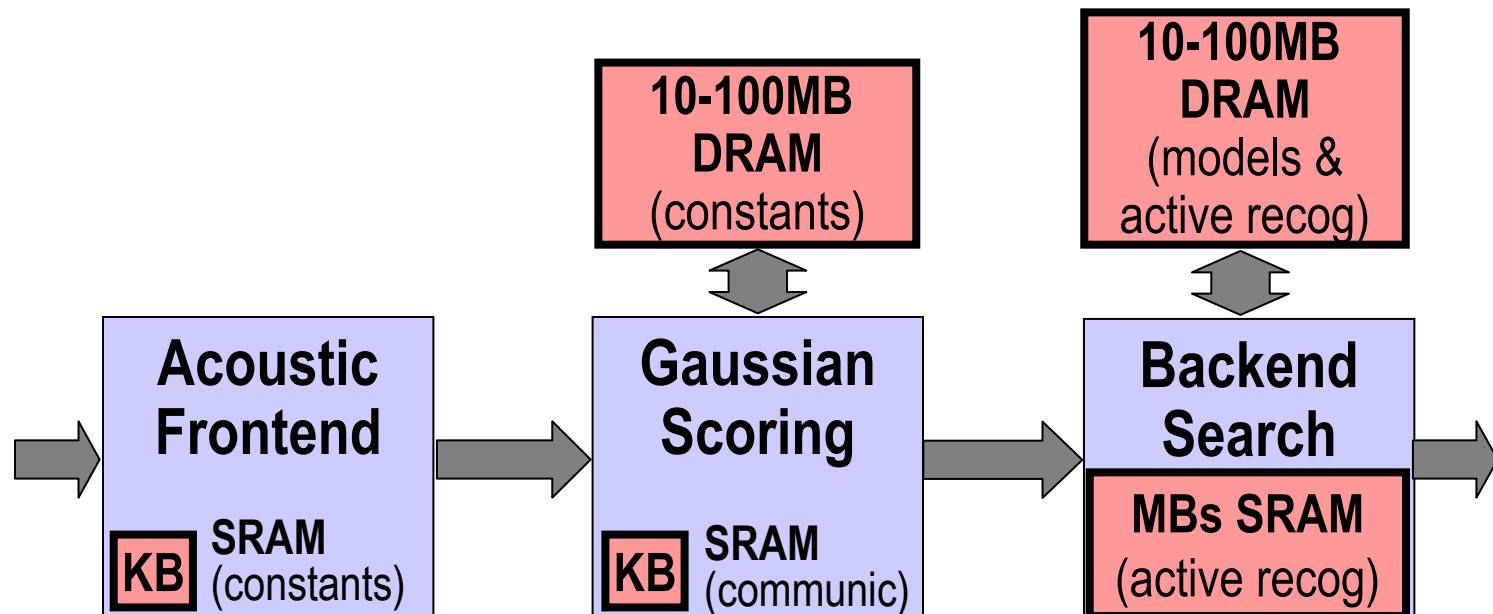 10-100MB
DRAM
(constants)
10-100MB
DRAM
(models &
active recog)
Acoustic
Frontend
KB
SRAM
(constants)
Gaussian
Scoring
KB
SRAM
(communic)
Backend
Search
MBs SRAM
(active recog)